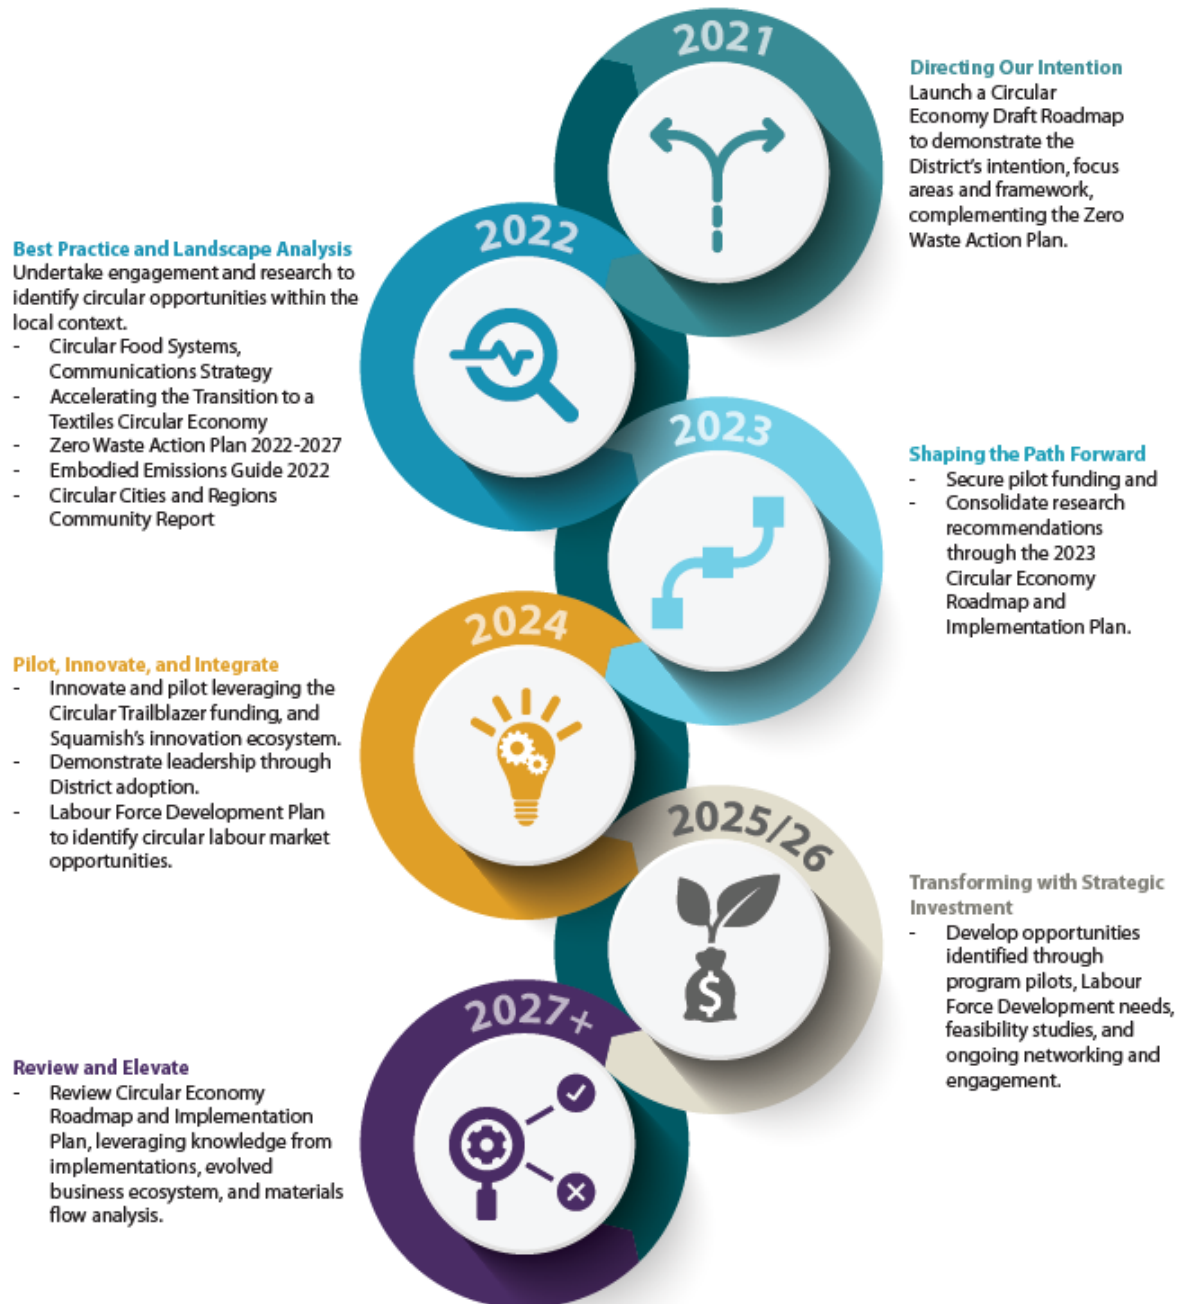 2021
Directing Our Intention
Launch a Circular
Economy Draft Roadmap
to demonstrate the
District's intention, focus
areas and framework,
complementing the Zero
Waste Action Plan.
2022
Best Practice and Landscape Analysis
Undertake engagement and research to
identify circular opportunities within the
local context.
- Circular Food Systems,
Communications Strategy
- Accelerating the Transition to a
Textiles Circular Economy
- Zero Waste Action Plan 2022-2027
- Embodied Emissions Guide 2022
- Circular Cities and Regions
Community Report
2023
Shaping the Path Forward
- Secure pilot funding and
- Consolidate research
recommendations
through the 2023
Circular Economy
Roadmap and
Implementation Plan.
2024
Pilot, Innovate, and Integrate
- Innovate and pilot leveraging the
Circular Trailblazer funding, and
Squamish's innovation ecosystem.
- Demonstrate leadership through
District adoption.
- Labour Force Development Plan
to identify circular labour market
opportunities.
2025/26
Transforming with Strategic
Investment
- Develop opportunities
identified through
program pilots, Labour
Force Development needs,
feasibility studies, and
ongoing networking and
engagement.
$
2027+
Review and Elevate
- Review Circular Economy
Roadmap and Implementation
Plan, leveraging knowledge from
implementations, evolved
business ecosystem, and materials
flow analysis.